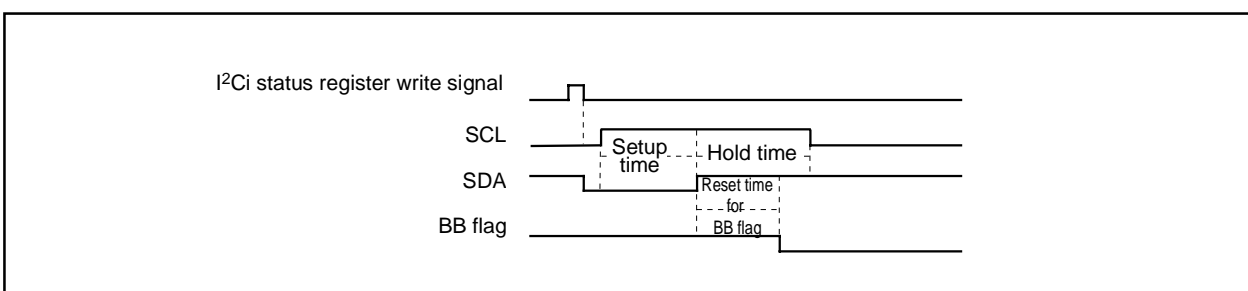 I²Ci status register write signal
SCL
Setup
time
Hold time
SDA
Reset time
for
BB flag
BB flag